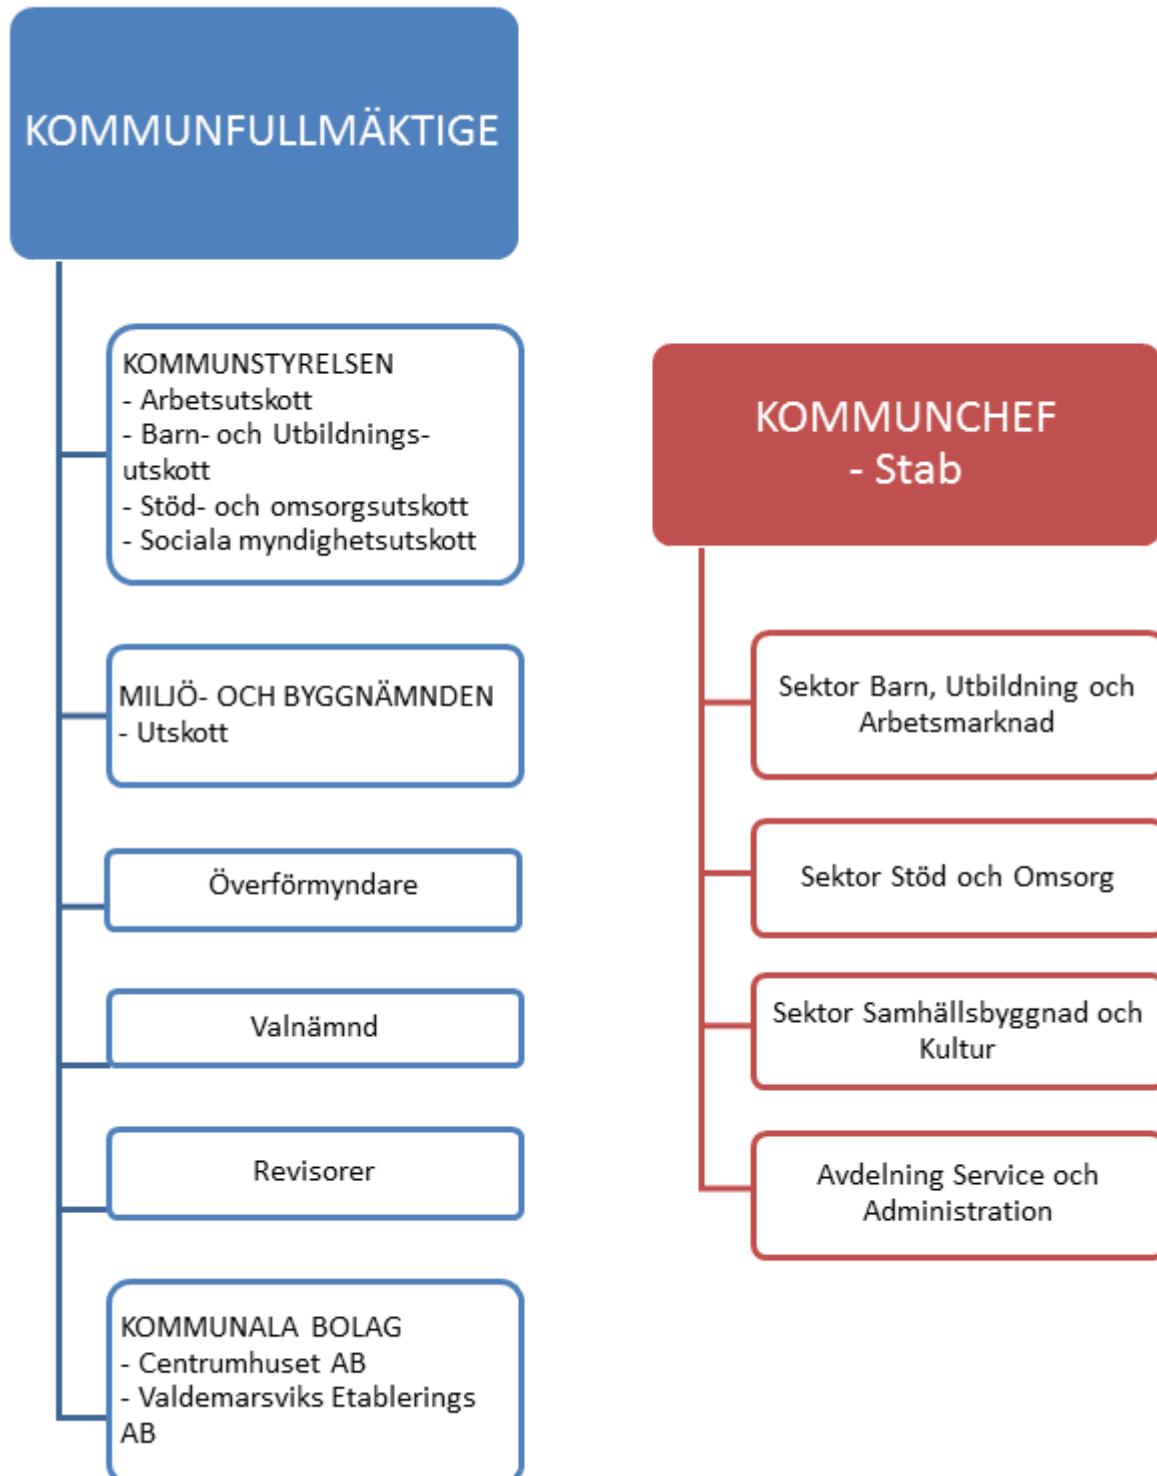 KOMMUNFULLMÄKTIGE
KOMMUNSTYRELSEN
- Arbetsutskott
- Barn- och Utbildnings-
utskott
- Stöd- och omsorgsutskott
- Sociala myndighetsutskott
MILJÖ- OCH BYGGNÄMNDEN
- Utskott
Överförmyndare
Valnämnd
Revisorer
KOMMUNALA BOLAG
- Centrumhuset AB
- Valdemarsviks Etablerings
AB
KOMMUNCHEF
- Stab
Sektor Barn, Utbildning och
Arbetsmarknad
Sektor Stöd och Omsorg
Sektor Samhällsbyggnad och
Kultur
Avdelning Service och
Administration